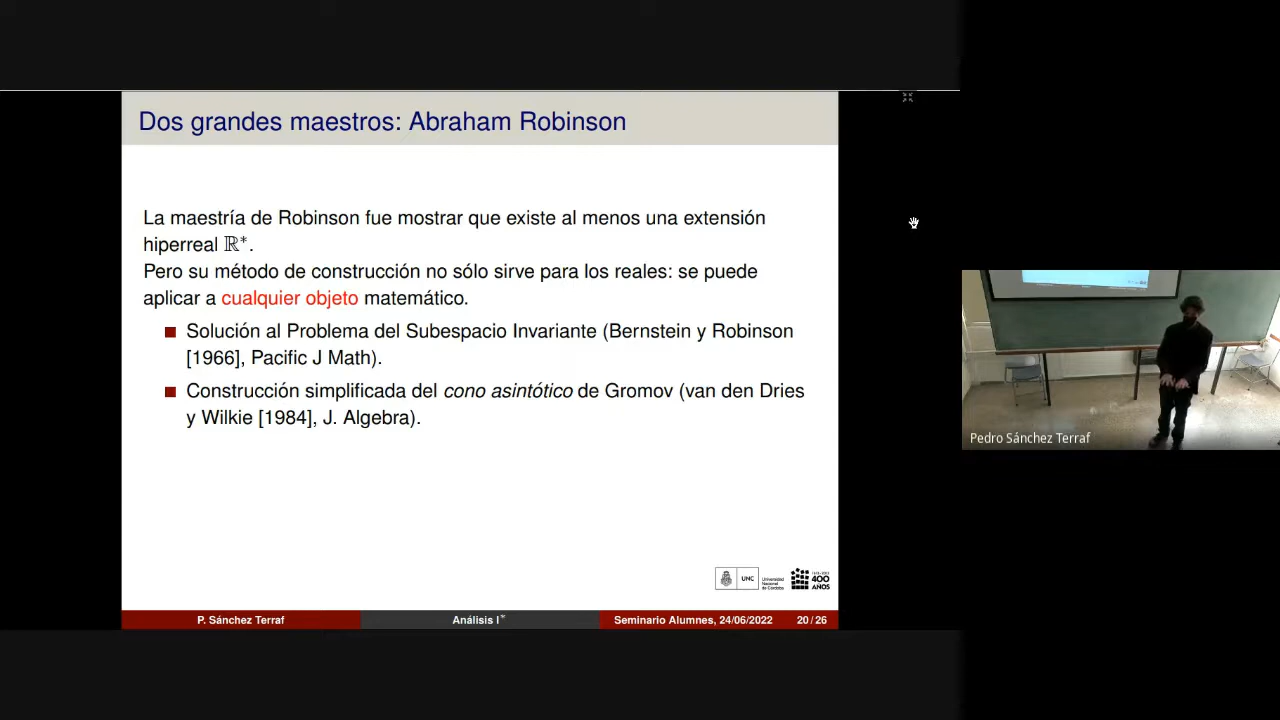 Dos grandes maestros: Abraham Robinson
La maestría de Robinson fue mostrar que existe al menos una extensión
hiperreal ℝ*.
Pero su método de construcción no sólo sirve para los reales: se puede
aplicar a cualquier objeto matemático.
Solución al Problema del Subespacio Invariante (Bernstein y Robinson
[1966], Pacific J Math).
Construcción simplificada del cono asintótico de Gromov (van den Dries
y Wilkie [1984], J. Algebra).
UNC
Universidad
Nacional
de Córdoba
400
AÑOS
P. Sánchez Terraf
Análisis I*
Seminario Alumnes, 24/06/2022
20 / 26
Pedro Sánchez Terraf